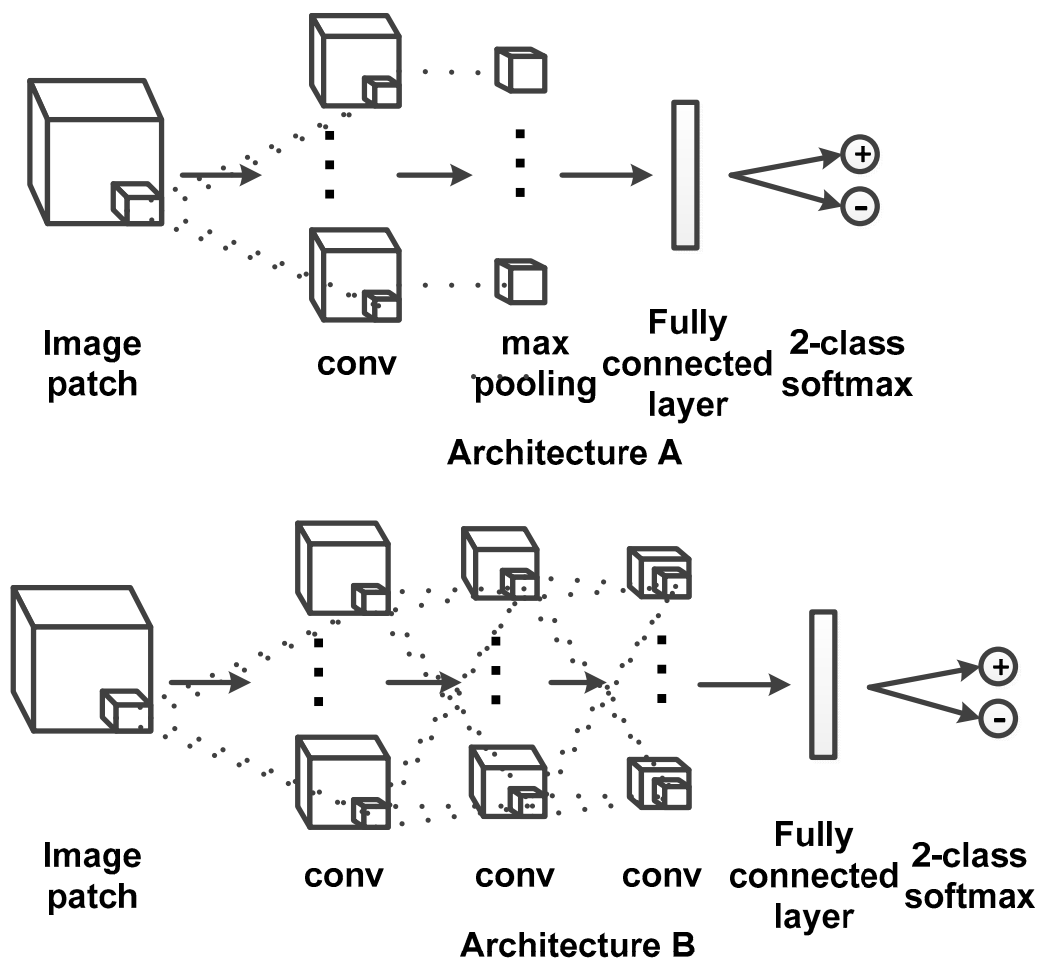 +
-
Image
patch
conv
max
pooling
Fully
connected
layer
2-class
softmax
Architecture A
+
-
Image
patch
conv
conv
conv
Fully
connected
layer
2-class
softmax
Architecture B